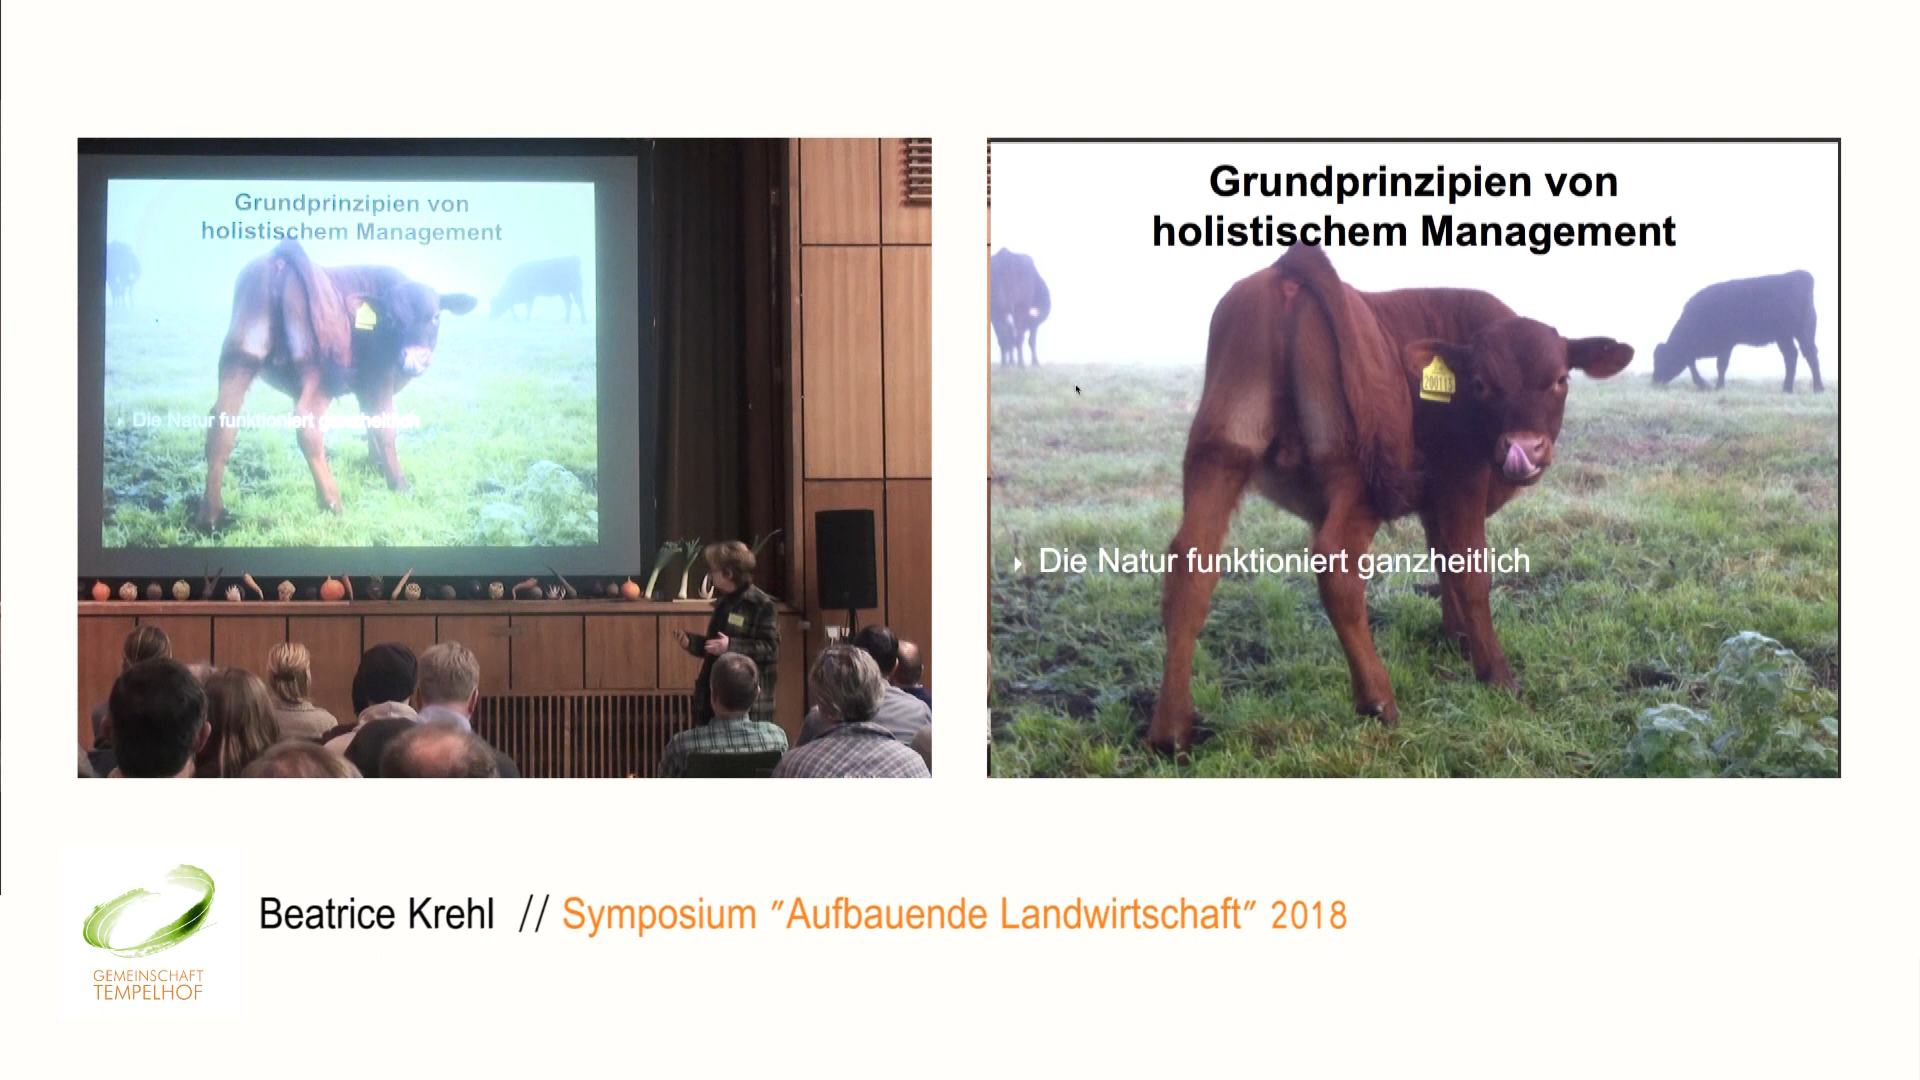 Grundprinzipien von
holistischem Management
Die Natur funktioniert ganzheitlich
Grundprinzipien von
holistischem Management
Die Natur funktioniert ganzheitlich
Beatrice Krehl // Symposium "Aufbauende Landwirtschaft" 2018
GEMEINSCHAFT
TEMPELHOF